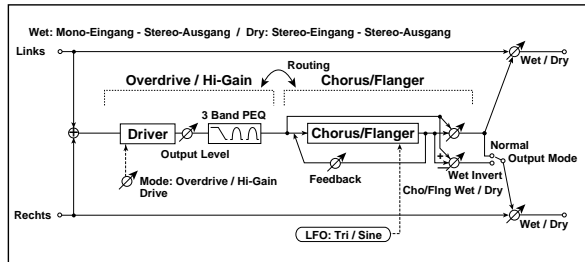 Wet: Mono-Eingang - Stereo-Ausgang / Dry: Stereo-Eingang - Stereo-Ausgang
Links
Wet / Dry
Routing
Overdrive / Hi-Gain
Chorus/Flanger
3 Band PEQ
Driver
Chorus/Flanger
Output Level
Normal
Output Mode
Feedback
Wet Invert
Mode: Overdrive / Hi-Gain
Drive
Cho/Flng Wet / Dry
Rechts
LFO: Tri / Sine
Wet / Dry